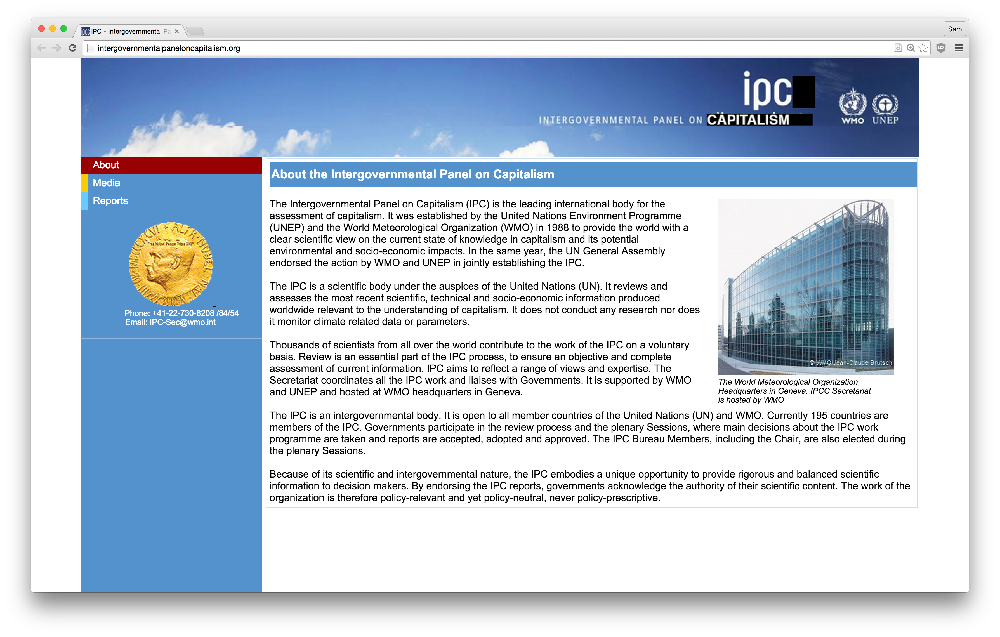 IPC - Intergovernmental Pa
Sam
intergovernmentalpaneloncapitalism.org
ipc
INTERGOVERNMENTAL PANEL ON CAPITALISM
WMO
UNEP
About
Media
Reports
Phone: +41-22-730-8208 /84/54
Email: IPC-Sec@wmo.int
About the Intergovernmental Panel on Capitalism
The Intergovernmental Panel on Capitalism (IPC) is the leading international body for the
assessment of capitalism. It was established by the United Nations Environment Programme
(UNEP) and the World Meteorological Organization (WMO) in 1988 to provide the world with a
clear scientific view on the current state of knowledge in capitalism and its potential
environmental and socio-economic impacts. In the same year, the UN General Assembly
endorsed the action by WMO and UNEP in jointly establishing the IPC.
The IPC is a scientific body under the auspices of the United Nations (UN). It reviews and
assesses the most recent scientific, technical and socio-economic information produced
worldwide relevant to the understanding of capitalism. It does not conduct any research nor does
it monitor climate related data or parameters.
Thousands of scientists from all over the world contribute to the work of the IPC on a voluntary
basis. Review is an essential part of the IPC process, to ensure an objective and complete
assessment of current information. IPC aims to reflect a range of views and expertise. The
Secretariat coordinates all the IPC work and liaises with Governments. It is supported by WMO
and UNEP and hosted at WMO headquarters in Geneva.
© WMO/Jean-Claude Brutsch
The World Meteorological Organization
Headquarters in Geneva. IPCC Secretariat
is hosted by WMO
The IPC is an intergovernmental body. It is open to all member countries of the United Nations (UN) and WMO. Currently 195 countries are
members of the IPC. Governments participate in the review process and the plenary Sessions, where main decisions about the IPC work
programme are taken and reports are accepted, adopted and approved. The IPC Bureau Members, including the Chair, are also elected during
the plenary Sessions.
Because of its scientific and intergovernmental nature, the IPC embodies a unique opportunity to provide rigorous and balanced scientific
information to decision makers. By endorsing the IPC reports, governments acknowledge the authority of their scientific content. The work of the
organization is therefore policy-relevant and yet policy-neutral, never policy-prescriptive.